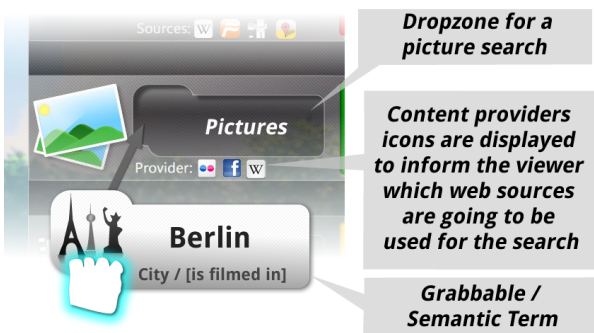 Sources: W
Dropzone for a
picture search
Pictures
Provider: f W
Content providers
icons are displayed
to inform the viewer
which web sources
are going to be
used for the search
Berlin
City / [is filmed in]
Grabbable /
Semantic Term